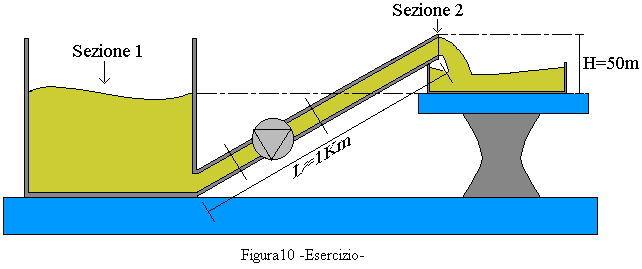 Sezione 2
Sezione 1
H=50m
L=1Km
Figura10 -Esercizio-